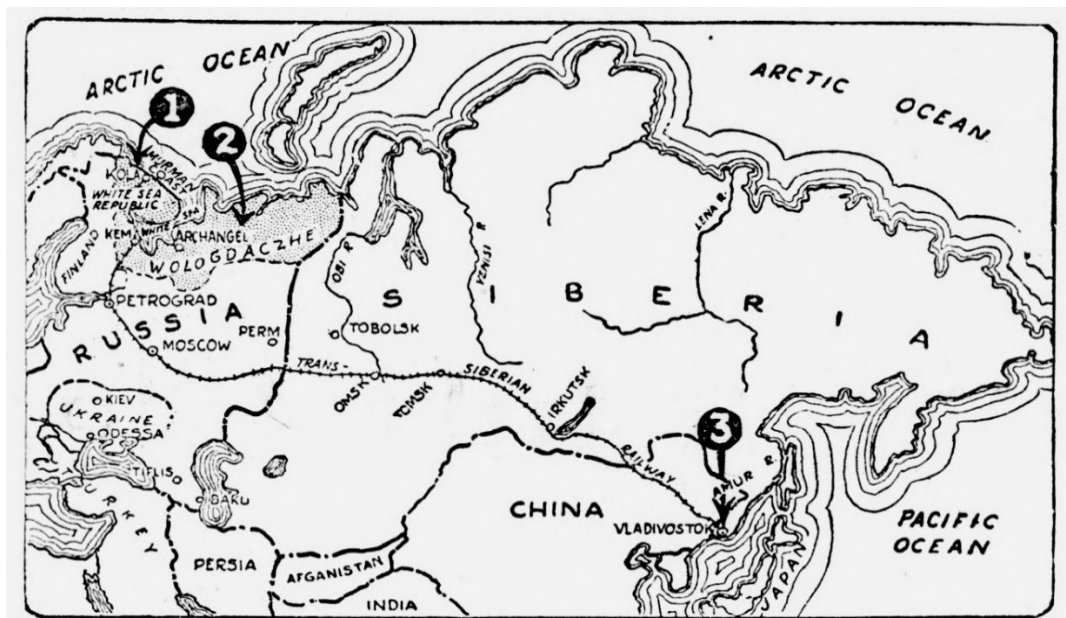 ARCTIC OCEAN
ARCTIC OCEAN
1
2
MURMAN
COAST
KOLA
WHITE SEA
REPUBLIC
WHITE SEA
KEM
ARCHANGEL
WOLOGDACZHE
FINLAND
PETROGRAD
RUSSIA
MOSCOW
PERM
OBI R.
TOBOLSK
YENISI R
LENA R.
SIBERIA
TRANS-
SIBERIAN
RAILWAY
OMSK
TOMSK
IRKUTSK
KIEV
UKRAINE
ODESSA
TIFLIS
BAKU
TURKEY
3
AMUR R.
VLADIVOSTOK
CHINA
PERSIA
AFGANISTAN
INDIA
JAPAN
PACIFIC
OCEAN